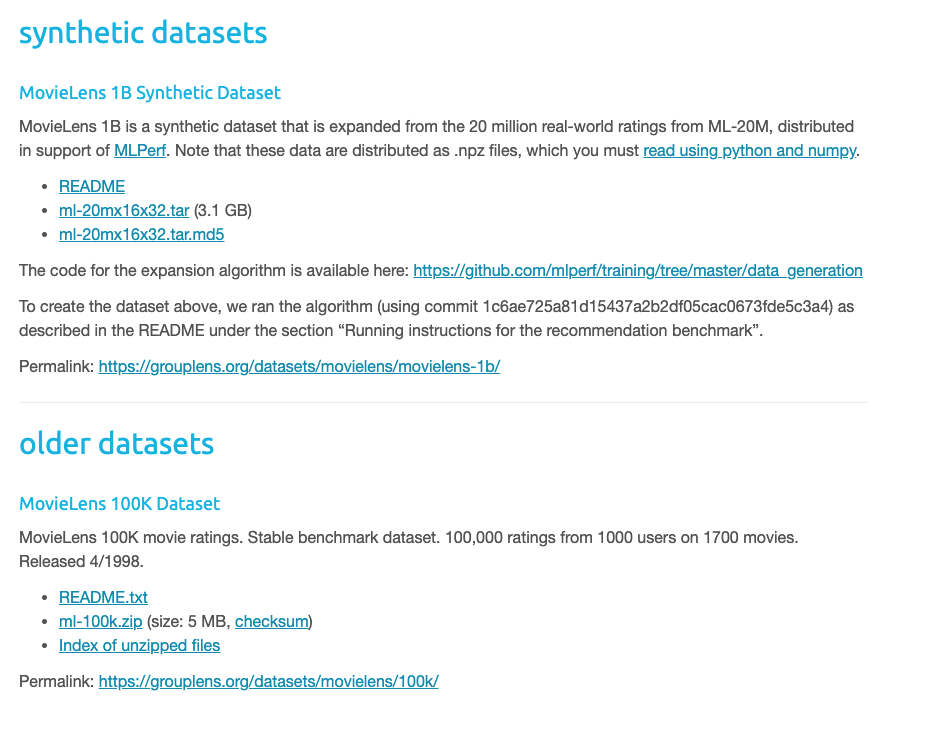 synthetic datasets
MovieLens 1B Synthetic Dataset
MovieLens 1B is a synthetic dataset that is expanded from the 20 million real-world ratings from ML-20M, distributed
in support of MLPerf. Note that these data are distributed as .npz files, which you must read using python and numpy.
• README
• ml-20mx16x32.tar (3.1 GB)
• ml-20mx16x32.tar.md5
The code for the expansion algorithm is available here: https://github.com/mlperf/training/tree/master/data_generation
To create the dataset above, we ran the algorithm (using commit 1c6ae725a81d15437a2b2df05cac0673fde5c3a4) as
described in the README under the section “Running instructions for the recommendation benchmark”.
Permalink: https://grouplens.org/datasets/movielens/movielens-1b/
older datasets
MovieLens 100K Dataset
MovieLens 100K movie ratings. Stable benchmark dataset. 100,000 ratings from 1000 users on 1700 movies.
Released 4/1998.
• README.txt
• ml-100k.zip (size: 5 MB, checksum)
• Index of unzipped files
Permalink: https://grouplens.org/datasets/movielens/100k/